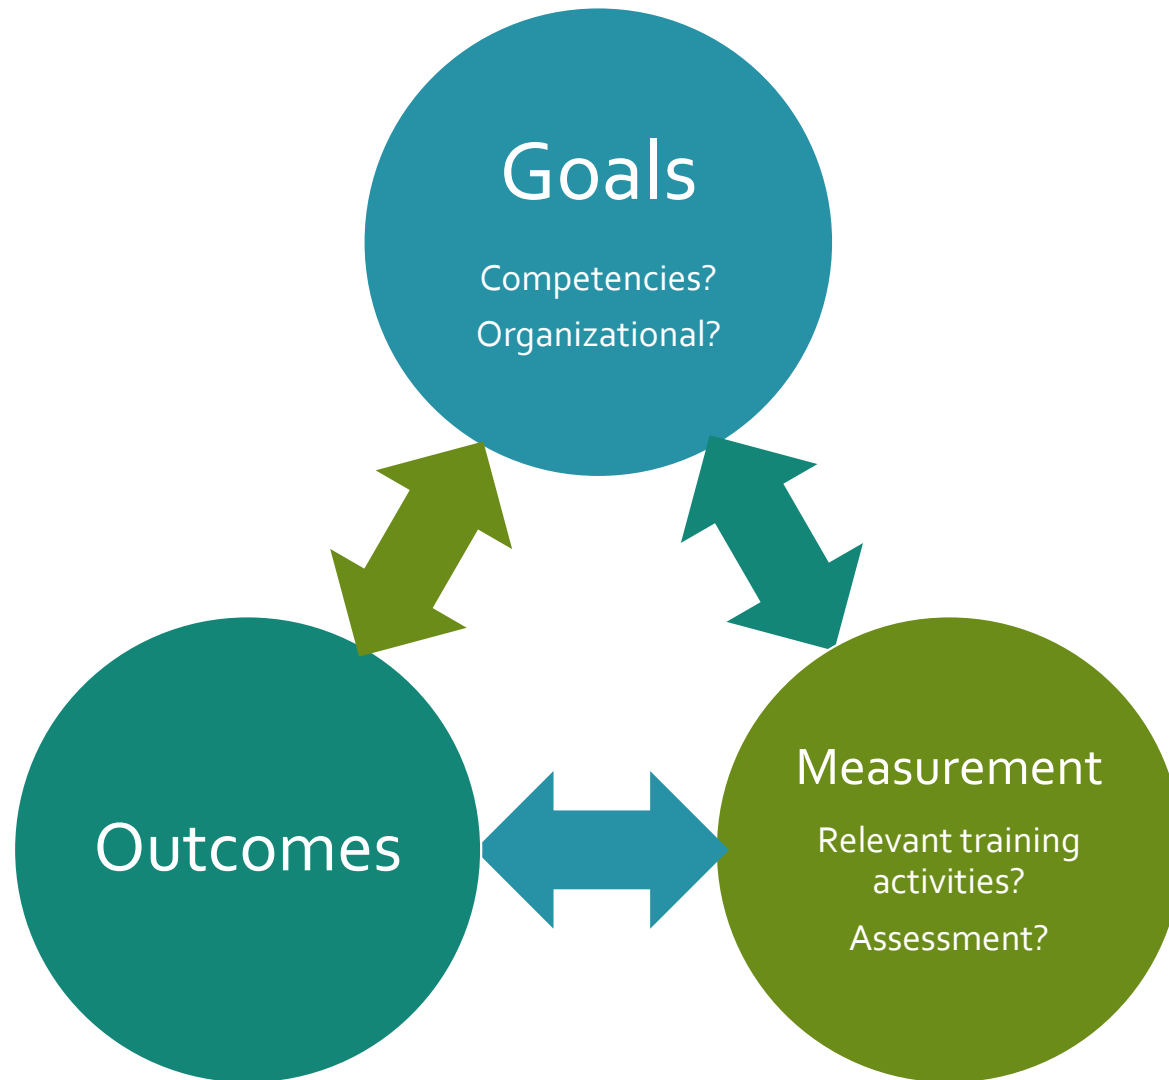 Goals
Competencies?
Organizational?
Outcomes
Measurement
Relevant training
activities?
Assessment?